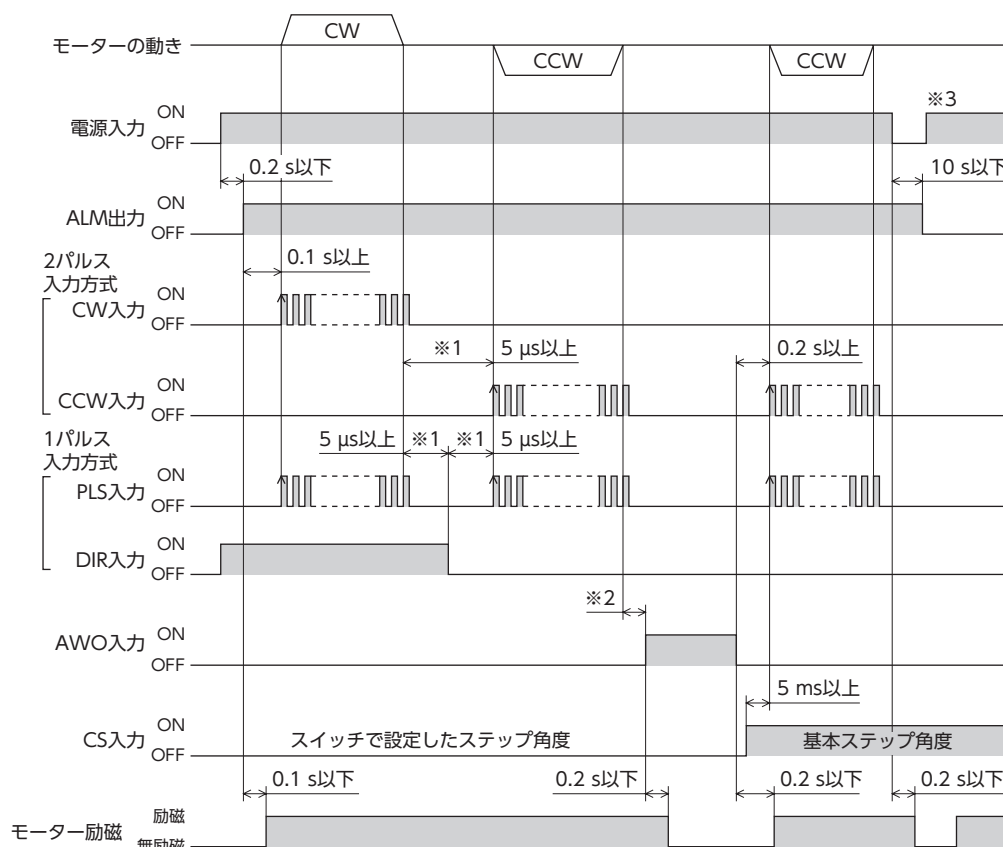 CW
モーターの動き
CCW
CCW
※3
ON
電源入力
OFF
0.2 s以下
10 s以下
ON
ALM出力
OFF
2パルス
入力方式
0.1 s以上
ON
CW入力
OFF
※1
5 μs以上
0.2 s以上
ON
CCW入力
OFF
1パルス
入力方式
5 μs以上
※1
※1
5 μs以上
ON
PLS入力
OFF
ON
DIR入力
OFF
※2
ON
AWO入力
OFF
5 ms以上
ON
CS入力
OFF
スイッチで設定したステップ角度
基本ステップ角度
0.1 s以下
0.2 s以下
0.2 s以下
0.2 s以下
励磁
モーター励磁
無励磁